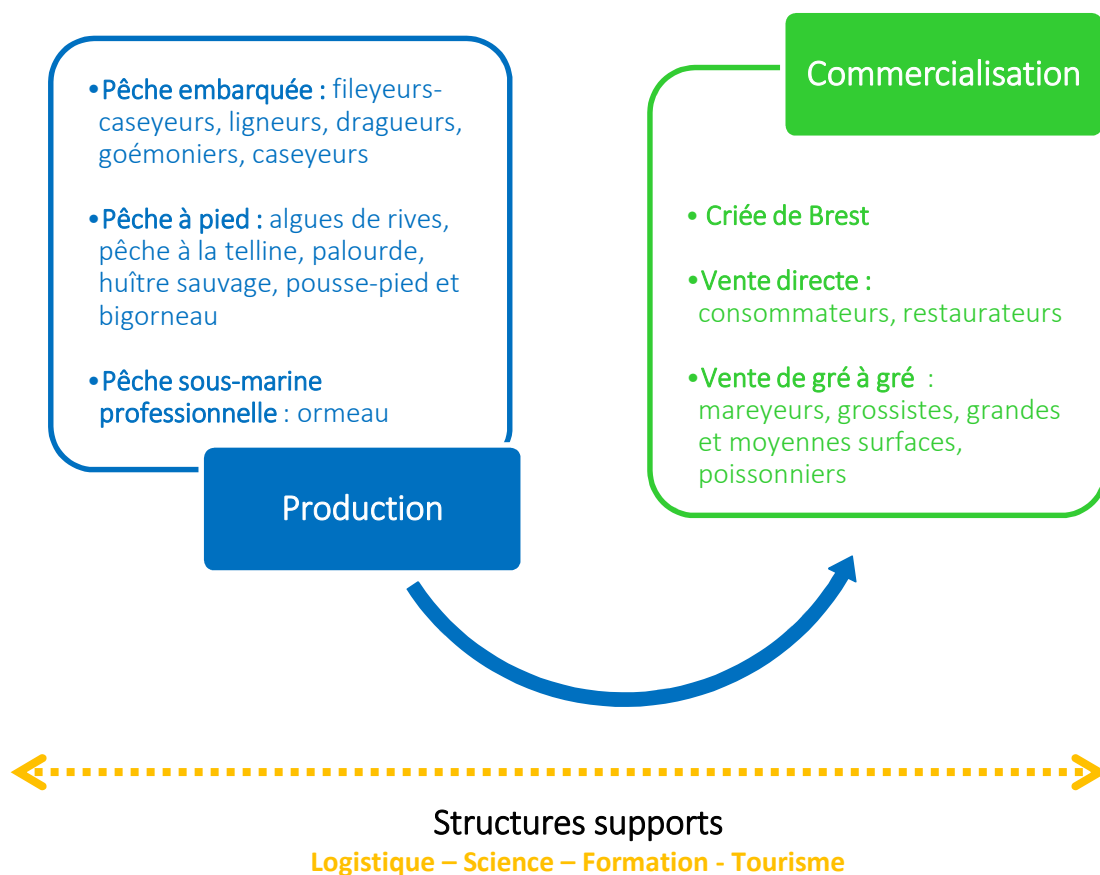 •Pêche embarquée : fileyeurs-
caseyeurs, ligneurs, dragueurs,
goémoniers, caseyeurs
•Pêche à pied : algues de rives,
pêche à la telline, palourde,
huître sauvage, pousse-pied et
bigorneau
•Pêche sous-marine
professionnelle : ormeau
Production
Commercialisation
• Criée de Brest
•Vente directe :
consommateurs, restaurateurs
•Vente de gré à gré :
mareyeurs, grossistes, grandes
et moyennes surfaces,
poissonniers
Structures supports
Logistique – Science – Formation - Tourisme